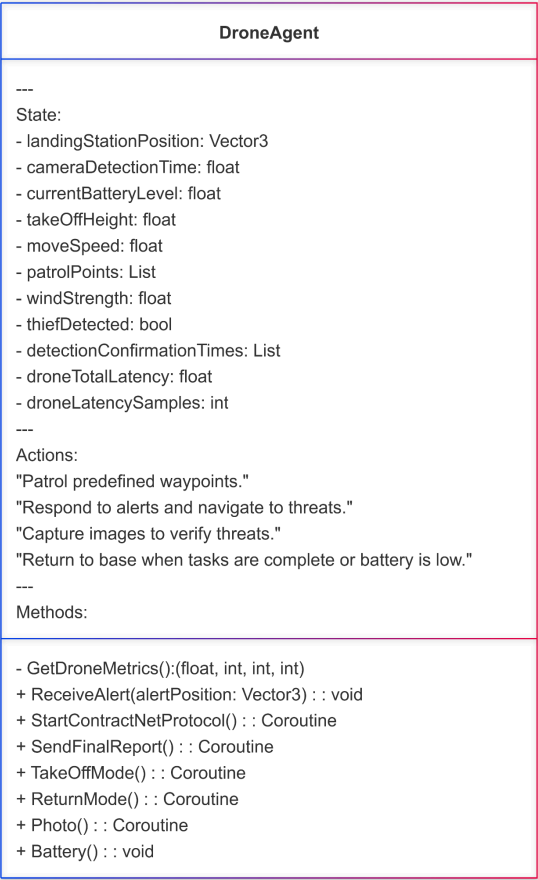 DroneAgent
---
State:
- landingStationPosition: Vector3
- cameraDetectionTime: float
- currentBatteryLevel: float
- takeOffHeight: float
- moveSpeed: float
- patrolPoints: List
- windStrength: float
- thiefDetected: bool
- detectionConfirmationTimes: List
- droneTotalLatency: float
- droneLatencySamples: int
---
Actions:
"Patrol predefined waypoints."
"Respond to alerts and navigate to threats."
"Capture images to verify threats."
"Return to base when tasks are complete or battery is low."
---
Methods:
- GetDroneMetrics():(float, int, int, int)
+ ReceiveAlert(alertPosition: Vector3) : : void
+ StartContractNetProtocol() : : Coroutine
+ SendFinalReport() : : Coroutine
+ TakeOffMode() : : Coroutine
+ ReturnMode() : : Coroutine
+ Photo() : : Coroutine
+ Battery() : : void